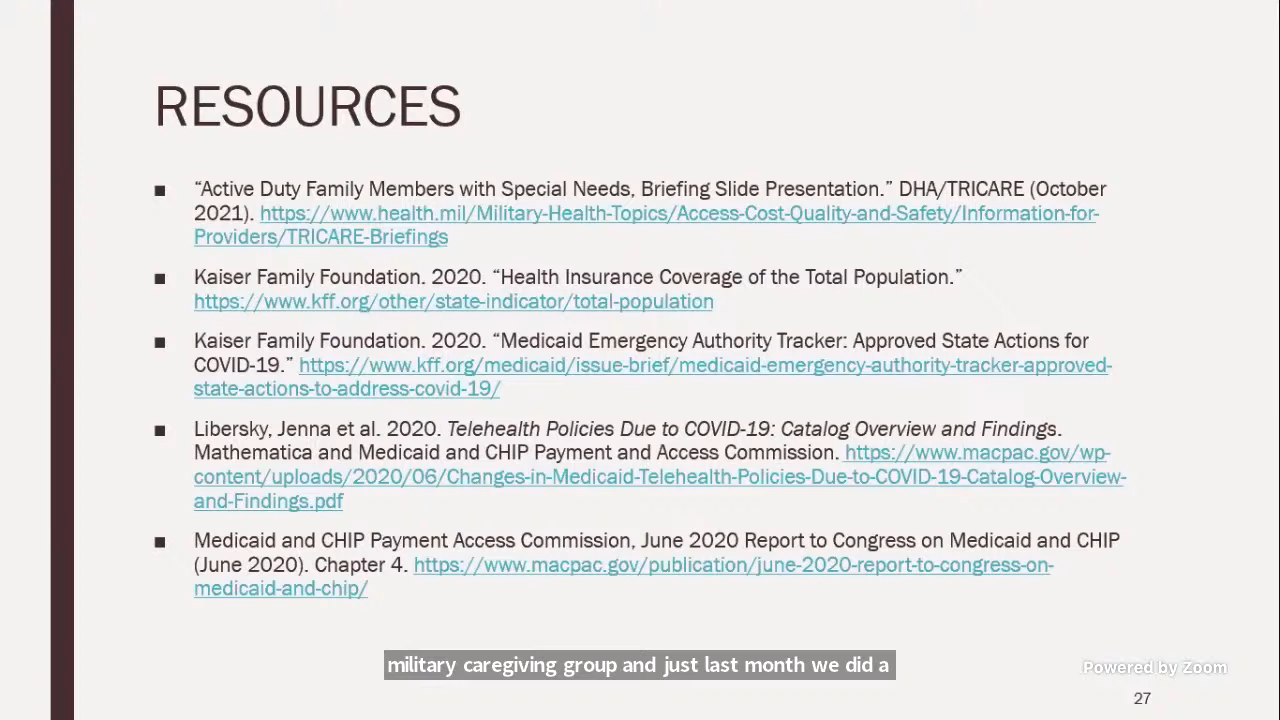 RESOURCES
■ “Active Duty Family Members with Special Needs, Briefing Slide Presentation.” DHA/TRICARE (October
2021). https://www.health.mil/Military-Health-Topics/Access-Cost-Quality-and-Safety/Information-for-
Providers/TRICARE-Briefings
■ Kaiser Family Foundation. 2020. “Health Insurance Coverage of the Total Population.”
https://www.kff.org/other/state-indicator/total-population
■ Kaiser Family Foundation. 2020. “Medicaid Emergency Authority Tracker: Approved State Actions for
COVID-19.” https://www.kff.org/medicaid/issue-brief/medicaid-emergency-authority-tracker-approved-
state-actions-to-address-covid-19/
■ Libersky, Jenna et al. 2020. Telehealth Policies Due to COVID-19: Catalog Overview and Findings.
Mathematica and Medicaid and CHIP Payment and Access Commission. https://www.macpac.gov/wp-
content/uploads/2020/06/Changes-in-Medicaid-Telehealth-Policies-Due-to-COVID-19-Catalog-Overview-
and-Findings.pdf
■ Medicaid and CHIP Payment Access Commission, June 2020 Report to Congress on Medicaid and CHIP
(June 2020). Chapter 4. https://www.macpac.gov/publication/june-2020-report-to-congress-on-
medicaid-and-chip/
military caregiving group and just last month we did a
Powered by Zoom
27